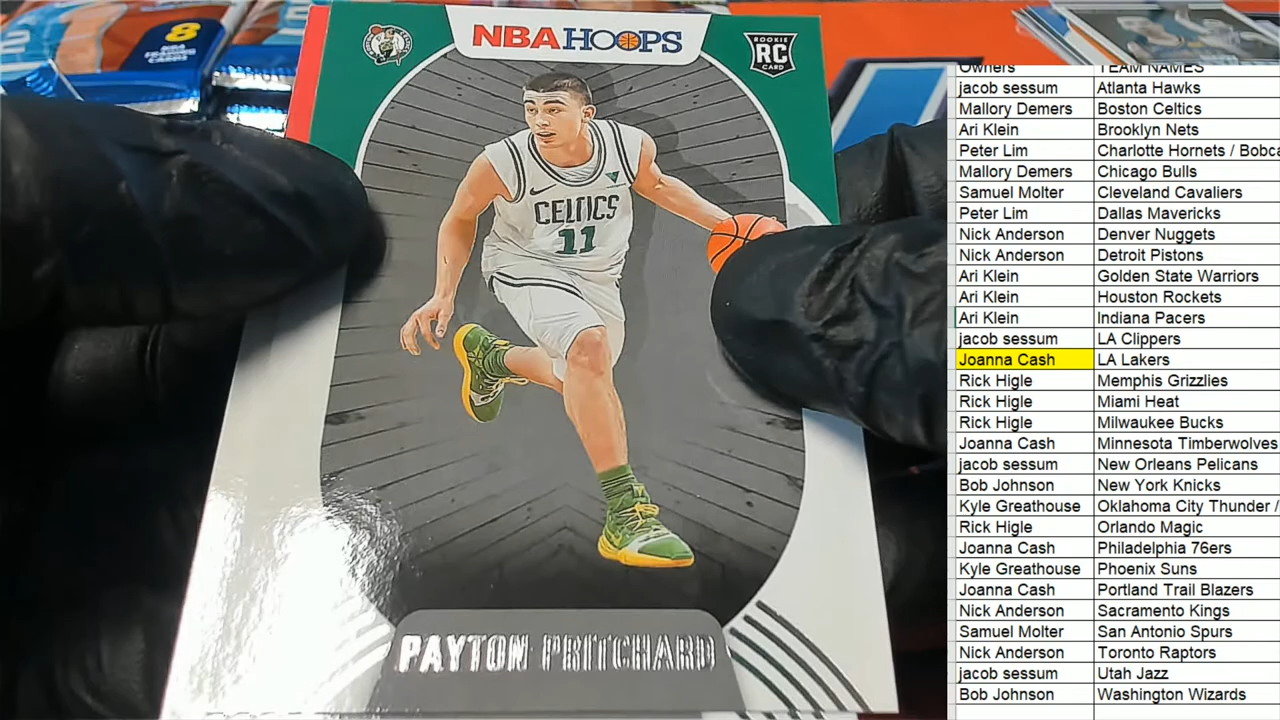 8
NBA
TRADING
CARDS
NBA HOOPS
ROOKIE
RC
CARD
CELTICS
11
PAYTON PRITCHARD
Owners TEAM NAMES
jacob sessum Atlanta Hawks
Mallory Demers Boston Celtics
Ari Klein Brooklyn Nets
Peter Lim Charlotte Hornets / Bobca
Mallory Demers Chicago Bulls
Samuel Molter Cleveland Cavaliers
Peter Lim Dallas Mavericks
Nick Anderson Denver Nuggets
Nick Anderson Detroit Pistons
Ari Klein Golden State Warriors
Ari Klein Houston Rockets
Ari Klein Indiana Pacers
jacob sessum LA Clippers
Joanna Cash LA Lakers
Rick Higle Memphis Grizzlies
Rick Higle Miami Heat
Rick Higle Milwaukee Bucks
Joanna Cash Minnesota Timberwolves
jacob sessum New Orleans Pelicans
Bob Johnson New York Knicks
Kyle Greathouse Oklahoma City Thunder /
Rick Higle Orlando Magic
Joanna Cash Philadelphia 76ers
Kyle Greathouse Phoenix Suns
Joanna Cash Portland Trail Blazers
Nick Anderson Sacramento Kings
Samuel Molter San Antonio Spurs
Nick Anderson Toronto Raptors
jacob sessum Utah Jazz
Bob Johnson Washington Wizards